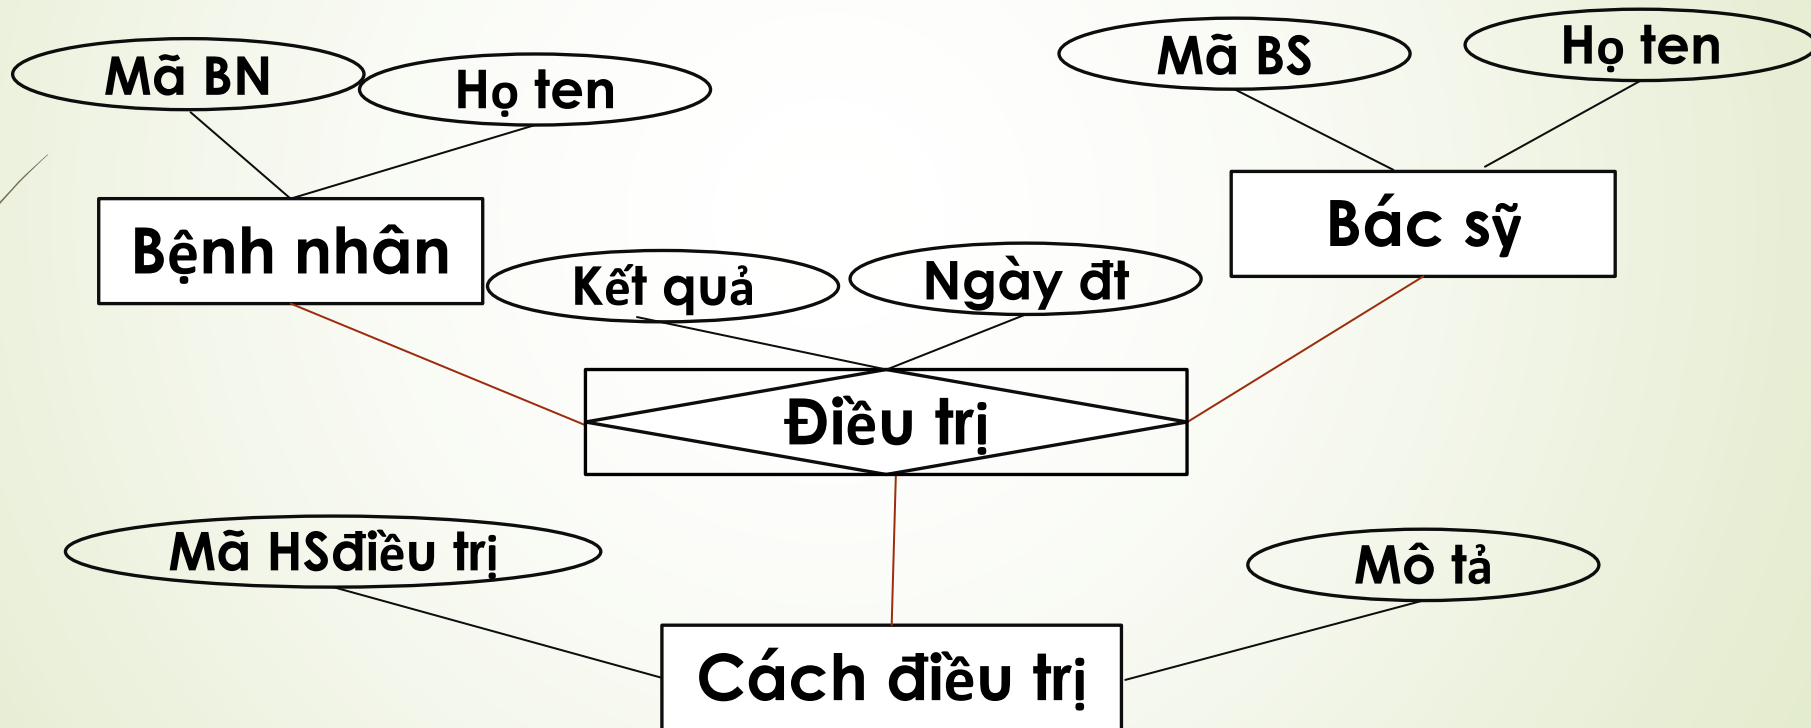 Mã BN
Họ ten
Mã BS
Họ ten
Bệnh nhân
Bác sỹ
Kết quả
Ngày đt
Điều trị
Mã HSđiều trị
Mô tả
Cách điều trị